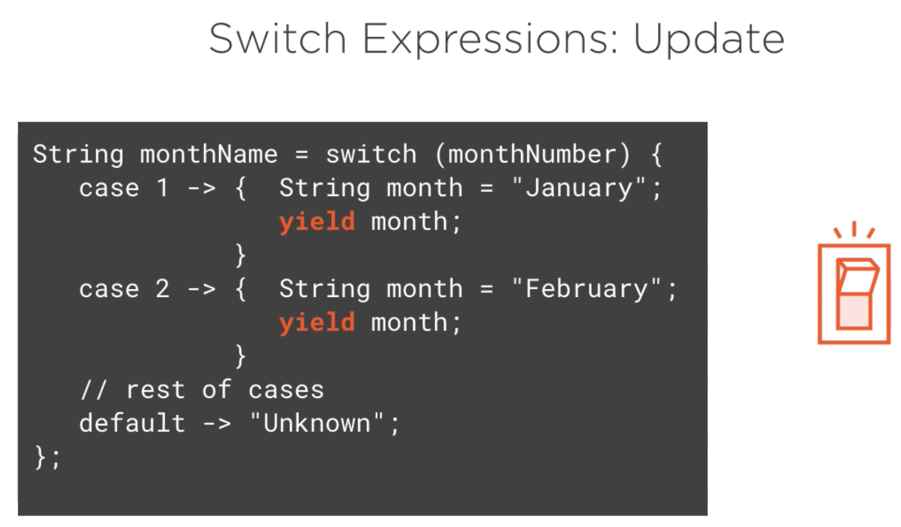 Switch Expressions: Update
String monthName = switch (monthNumber) {
case 1 -> { String month = "January";
yield month;
}
case 2 -> { String month = "February";
yield month;
}
// rest of cases
default -> "Unknown";
};